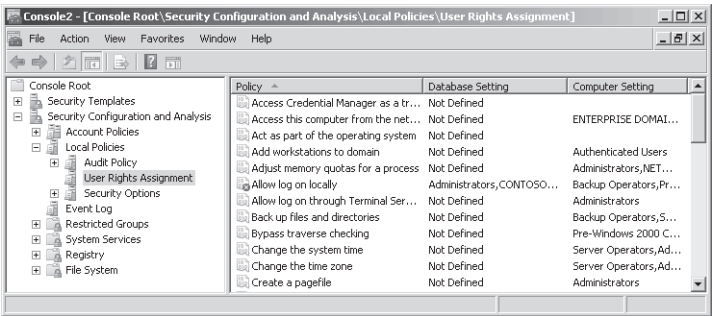 Console2 - [Console Root\Security Configuration and Analysis\Local Policies\User Rights Assignment]
File Action View Favorites Window Help
Console Root
Security Templates
Security Configuration and Analysis
Account Policies
Local Policies
Audit Policy
User Rights Assignment
Security Options
Event Log
Restricted Groups
System Services
Registry
File System
Policy Database Setting Computer Setting
Access Credential Manager as a tr... Not Defined
Access this computer from the net... Not Defined ENTERPRISE DOMAI...
Act as part of the operating system Not Defined
Add workstations to domain Not Defined Authenticated Users
Adjust memory quotas for a process Not Defined Administrators,NET...
Allow log on locally Administrators,CONTOSO... Backup Operators,Pr...
Allow log on through Terminal Ser... Not Defined Administrators
Back up files and directories Not Defined Backup Operators,S...
Bypass traverse checking Not Defined Pre-Windows 2000 C...
Change the system time Not Defined Server Operators,Ad...
Change the time zone Not Defined Server Operators,Ad...
Create a pagefile Not Defined Administrators